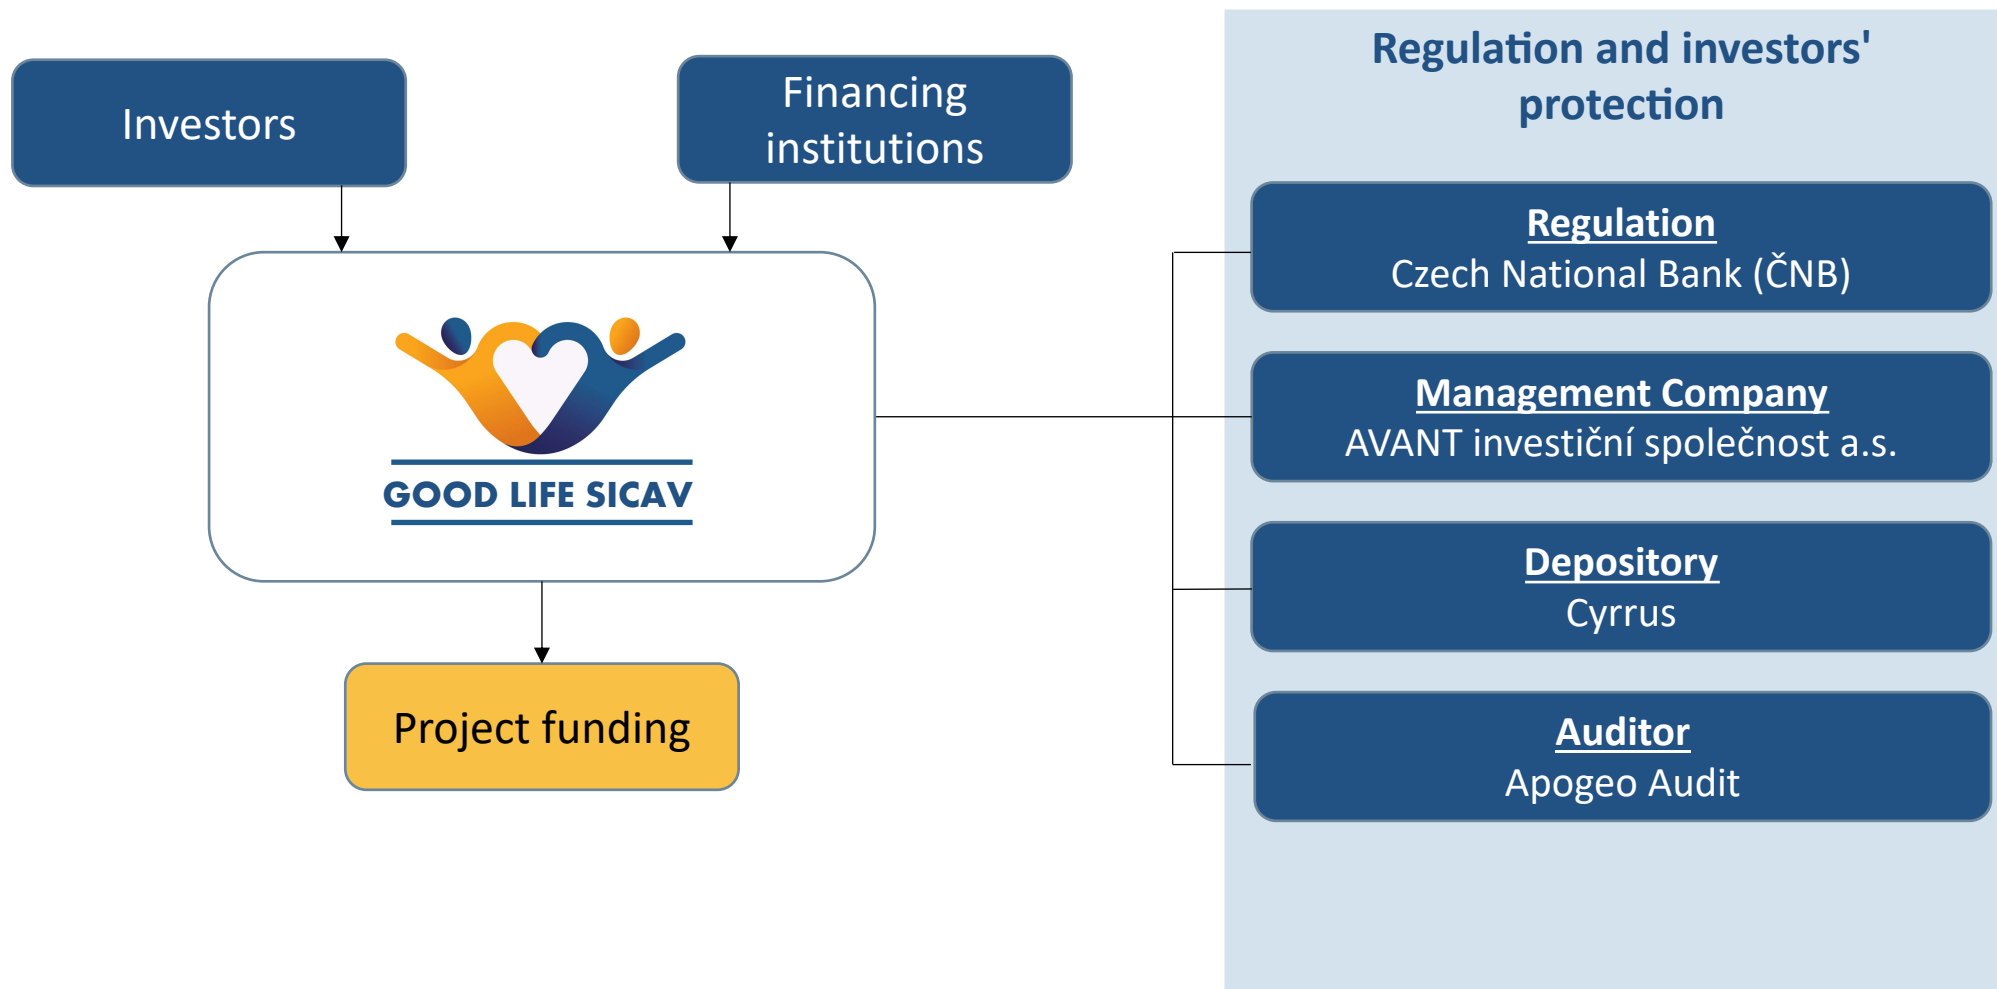 Investors
Financing
institutions
GOOD LIFE SICAV
Project funding
Regulation and investors'
protection
Regulation
Czech National Bank (ČNB)
Management Company
AVANT investiční společnost a.s.
Depository
Cyrrus
Auditor
Apogeo Audit